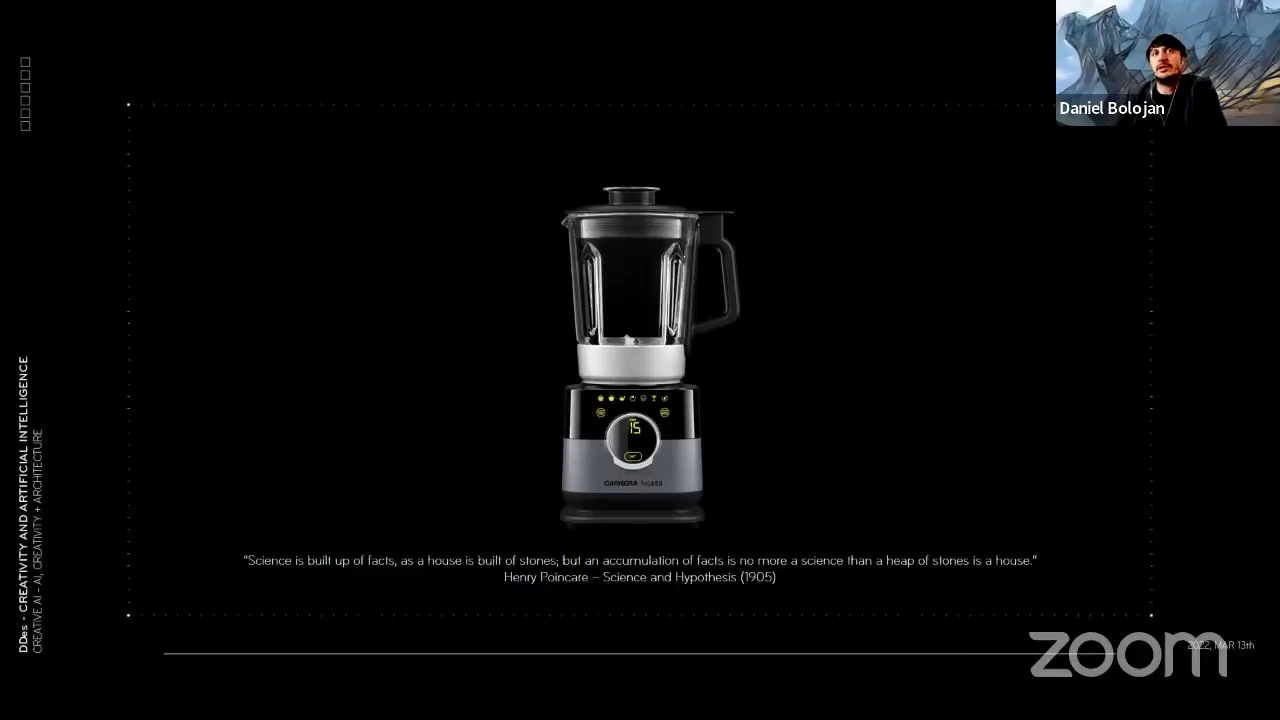 Daniel Bolojan
15
CARRERA №655
"Science is built up of facts, as a house is built of stones; but an accumulation of facts is no more a science than a heap of stones is a house."
Henry Poincare – Science and Hypothesis (1905)
DDes - CREATIVITY AND ARTIFICIAL INTELLIGENCE
CREATIVE AI - AI, CREATIVITY + ARCHITECTURE
2022, MAR 13th
zoom